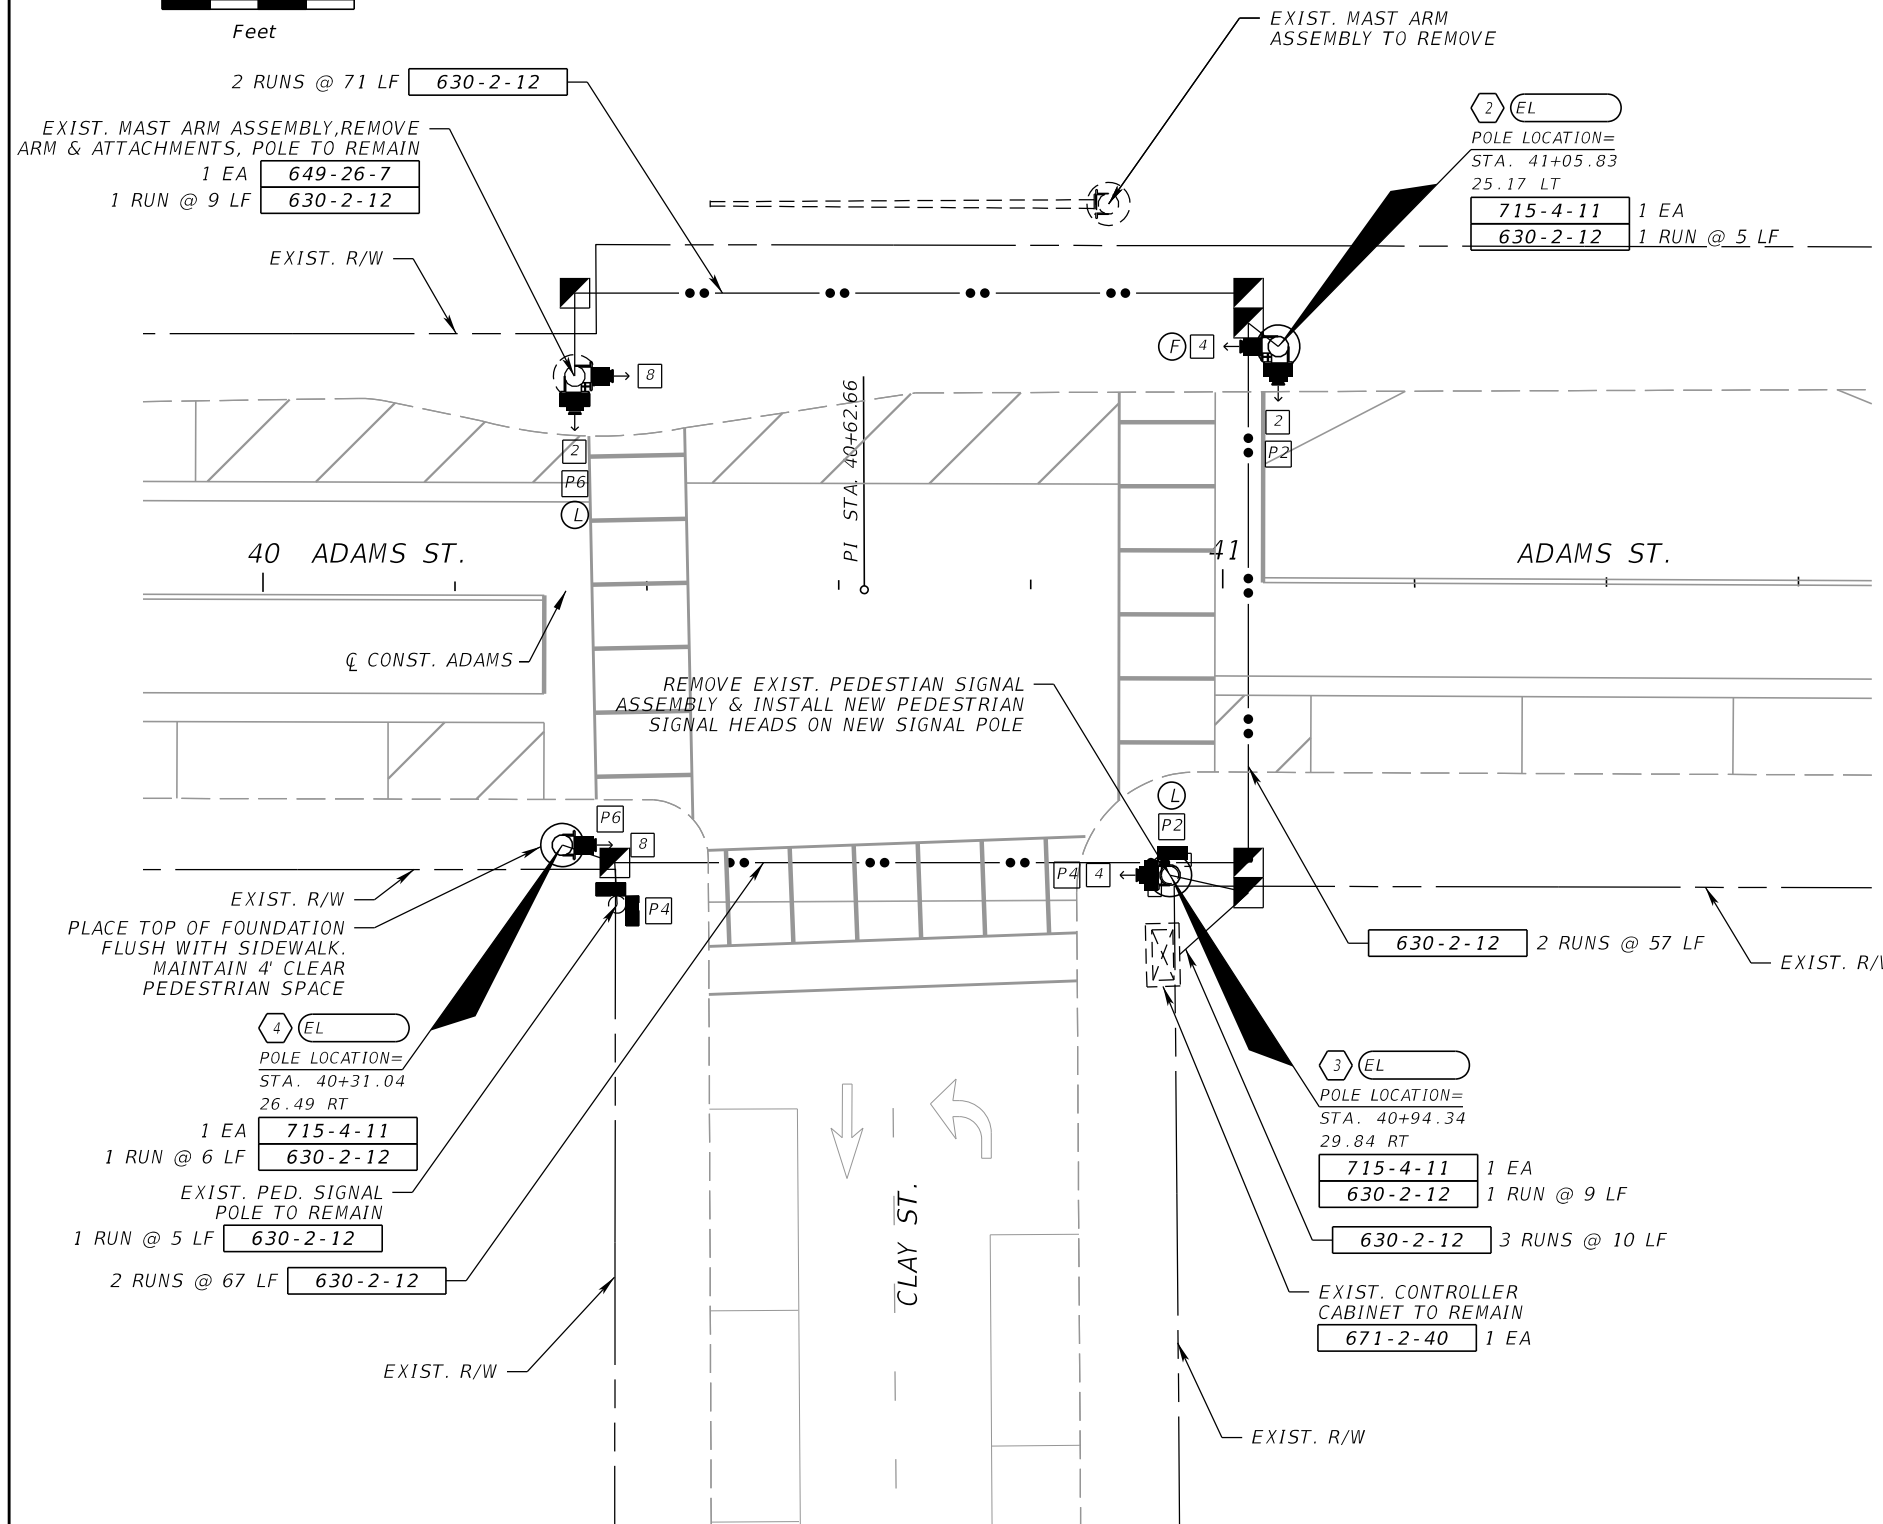 Feet
EXIST. MAST ARM
ASSEMBLY TO REMOVE
2 RUNS @ 71 LF 630-2-12
EXIST. MAST ARM ASSEMBLY,REMOVE
ARM & ATTACHMENTS, POLE TO REMAIN
1 EA 649-26-7
1 RUN @ 9 LF 630-2-12
2 EL
POLE LOCATION=
STA. 41+05.83
25.17 LT
715-4-11 1 EA
630-2-12 1 RUN @ 5 LF
EXIST. R/W
F 4
8
2
P6
L
2
P2
PI STA. 40+62.66
40 ADAMS ST.
41
ADAMS ST.
℄ CONST. ADAMS
REMOVE EXIST. PEDESTIAN SIGNAL
ASSEMBLY & INSTALL NEW PEDESTRIAN
SIGNAL HEADS ON NEW SIGNAL POLE
L
P2
P6
8
P4 4
P4
EXIST. R/W
PLACE TOP OF FOUNDATION
FLUSH WITH SIDEWALK.
MAINTAIN 4' CLEAR
PEDESTRIAN SPACE
630-2-12 2 RUNS @ 57 LF
EXIST. R/
4 EL
POLE LOCATION=
STA. 40+31.04
26.49 RT
1 EA 715-4-11
1 RUN @ 6 LF 630-2-12
EXIST. PED. SIGNAL
POLE TO REMAIN
1 RUN @ 5 LF 630-2-12
2 RUNS @ 67 LF 630-2-12
3 EL
POLE LOCATION=
STA. 40+94.34
29.84 RT
715-4-11 1 EA
630-2-12 1 RUN @ 9 LF
630-2-12 3 RUNS @ 10 LF
EXIST. CONTROLLER
CABINET TO REMAIN
671-2-40 1 EA
CLAY ST.
EXIST. R/W
EXIST. R/W